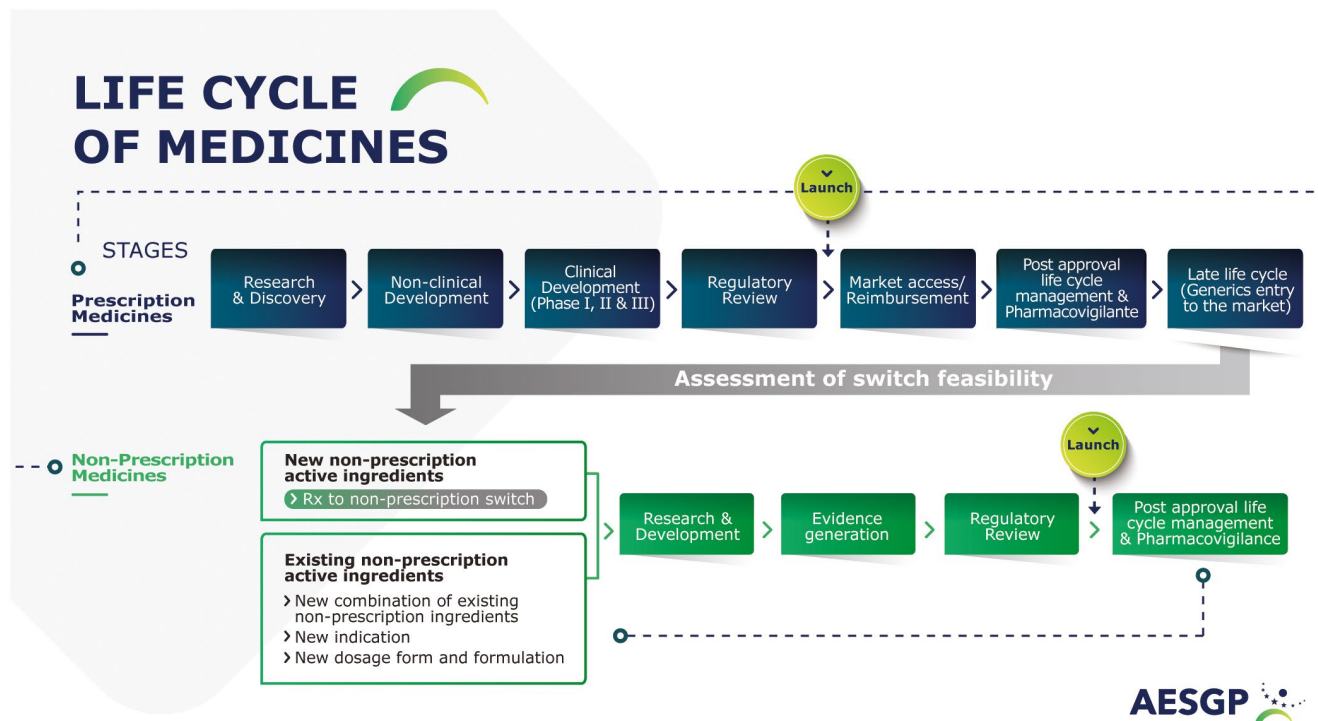 LIFE CYCLE
OF MEDICINES
Launch
STAGES
Prescription
Medicines
Research
& Discovery
Non-clinical
Development
Clinical
Development
(Phase I, II & III)
Regulatory
Review
Market access/
Reimbursement
Post approval
life cycle
management &
Pharmacovigilante
Late life cycle
(Generics entry
to the market)
Assessment of switch feasibility
Non-Prescription
Medicines
New non-prescription
active ingredients
Rx to non-prescription switch
Existing non-prescription
active ingredients
New combination of existing
non-prescription ingredients
New indication
New dosage form and formulation
Research &
Development
Evidence
generation
Regulatory
Review
Launch
Post approval life
cycle management
& Pharmacovigilance
AESGP